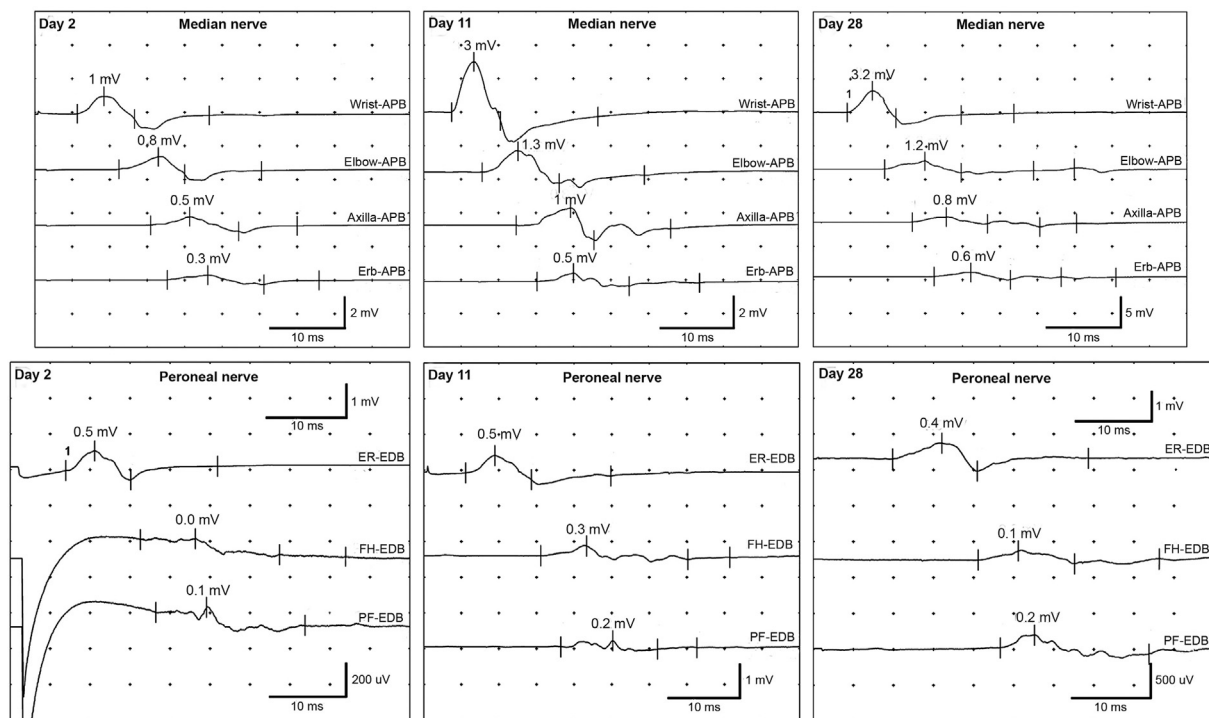 Day 2 Median nerve
1 mV
Wrist-APB
0.8 mV
Elbow-APB
0.5 mV
Axilla-APB
0.3 mV
Erb-APB
2 mV
10 ms
Day 11 Median nerve
3 mV
Wrist-APB
1.3 mV
Elbow-APB
1 mV
Axilla-APB
0.5 mV
Erb-APB
2 mV
10 ms
Day 28 Median nerve
3.2 mV
1
Wrist-APB
1.2 mV
Elbow-APB
0.8 mV
Axilla-APB
0.6 mV
Erb-APB
5 mV
10 ms
Day 2 Peroneal nerve
1 mV
10 ms
0.5 mV
1
ER-EDB
0.0 mV
FH-EDB
0.1 mV
PF-EDB
200 uV
10 ms
Day 11 Peroneal nerve
0.5 mV
ER-EDB
0.3 mV
FH-EDB
0.2 mV
PF-EDB
1 mV
10 ms
Day 28 Peroneal nerve
1 mV
10 ms
0.4 mV
ER-EDB
0.1 mV
FH-EDB
0.2 mV
PF-EDB
500 uV
10 ms